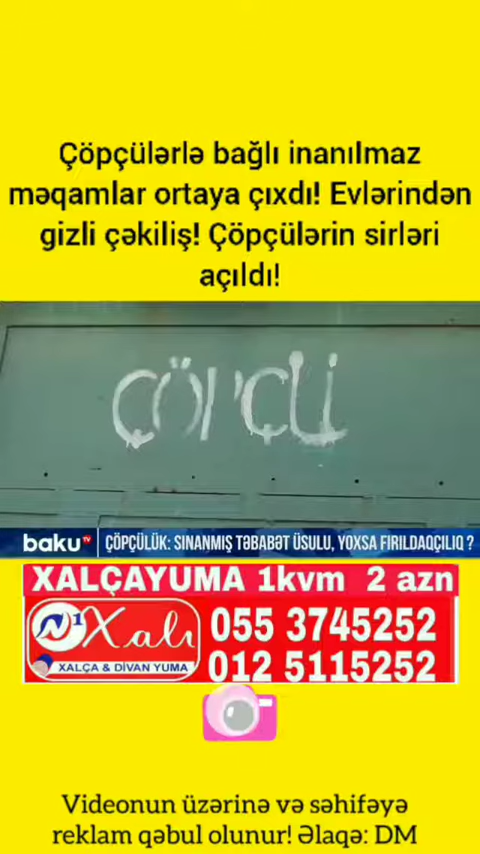 Çöpçülərlə bağlı inanılmaz
məqamlar ortaya çıxdı! Evlərindən
gizli çəkiliş! Çöpçülərin sirləri
açıldı!
ÇÖPÇÜ
baku TV ÇÖPÇÜLÜK: SINANMIŞ TƏBABƏT ÜSULU, YOXSA FIRILDAQÇILIQ ?
XALÇAYUMA 1kvm 2 azn
N1 Xalı 055 3745252
XALÇA & DİVAN YUMA 012 5115252
Videonun üzərinə və səhifəyə
reklam qəbul olunur! Əlaqə: DM